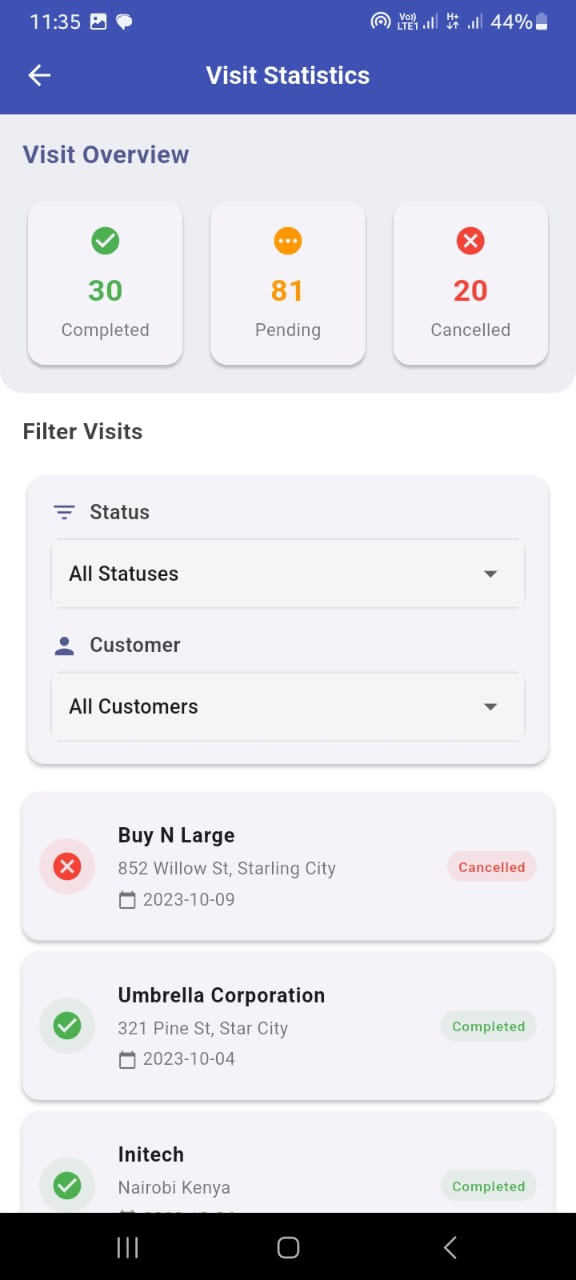 11:35 Vo)) LTE1 H+ 44%
Visit Statistics
Visit Overview
30 81 20
Completed Pending Cancelled
Filter Visits
Status
All Statuses
Customer
All Customers
Buy N Large
852 Willow St, Starling City
Cancelled
2023-10-09
Umbrella Corporation
321 Pine St, Star City
Completed
2023-10-04
Initech
Nairobi Kenya
Completed